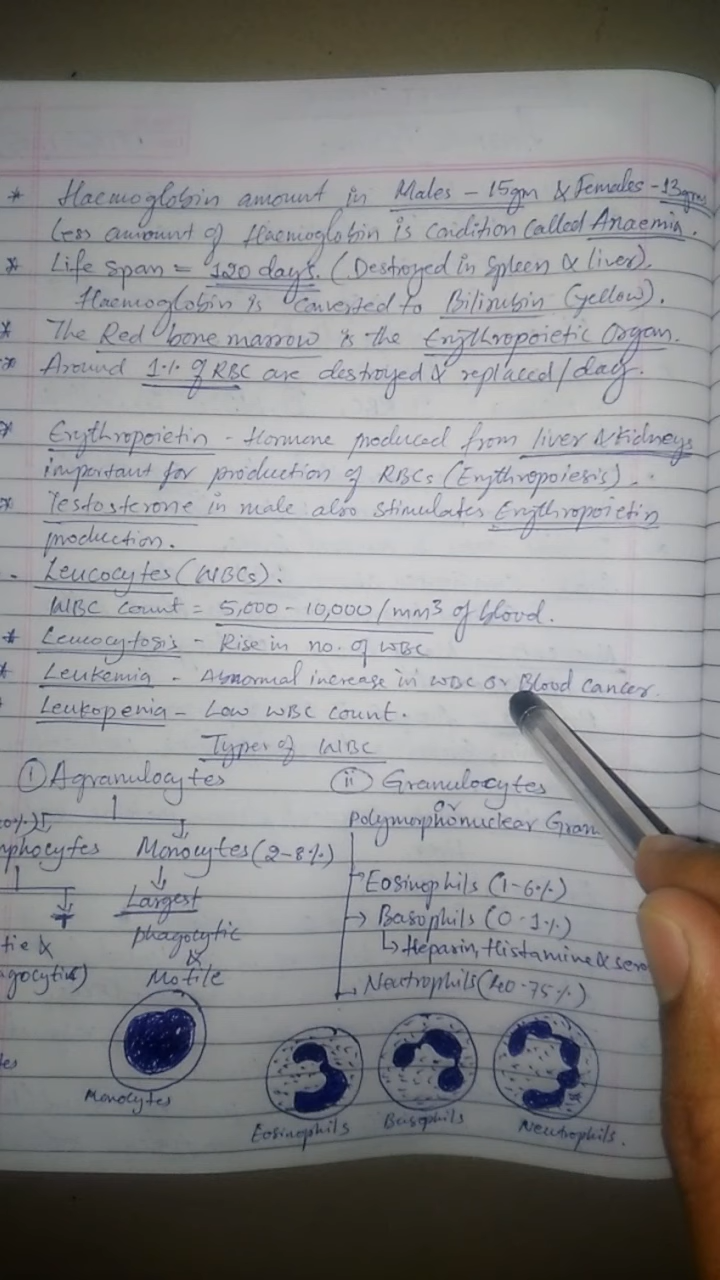 * Haemoglobin amount in Males - 15gm & Females - 13gm
Less amount of Haemoglobin is Condition Called Anaemia.
* Life Span = 120 days. (Destroyed in Spleen & liver).
Haemoglobin is Converted to Bilirubin (yellow).
* The Red bone marrow is the Erythropoietic Organ.
* Around 1% of RBC are destroyed & replaced/day.
* Erythropoietin - Hormone produced from liver & Kidneys
important for production of RBCs (Erythropoiesis).
* Testosterone in male also Stimulates Erythropoietin
production.
Leucocytes (WBCs):
WBC Count = 5,000 - 10,000/mm³ of blood.
* Leucocytosis - Rise in no. of WBC
* Leukemia - Abnormal increase in WBC or Blood Cancer.
Leukopenia - Low WBC Count.
Types of WBC
i Agranulocytes ii Granulocytes
or
Polymorphonuclear Gran
0%)
mphocytes Monocytes (2-8%)
Eosinophils (1-6%)
Largest
Basophils (0-1%)
phagocytic
Heparin, Histamine & sero
tie &
&
gocytic)
Motile
Neutrophils (40-75%)
tes
Monocytes
Eosinophils Basophils Neutrophils.